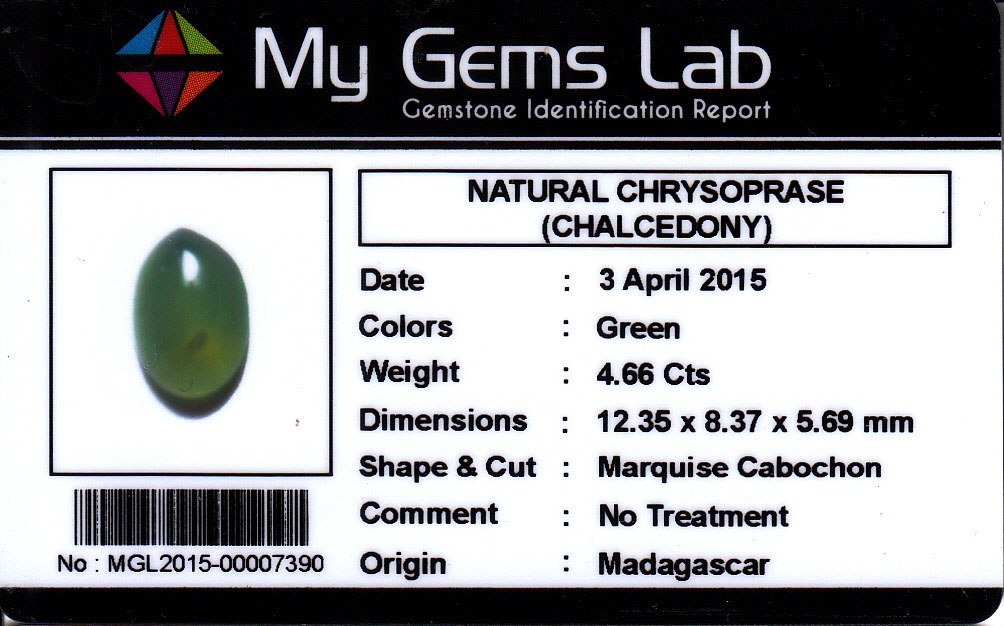 My Gems Lab
Gemstone Identification Report
NATURAL CHRYSOPRASE
(CHALCEDONY)
Date : 3 April 2015
Colors : Green
Weight : 4.66 Cts
Dimensions : 12.35 x 8.37 x 5.69 mm
Shape & Cut : Marquise Cabochon
Comment : No Treatment
Origin : Madagascar
No : MGL2015-00007390